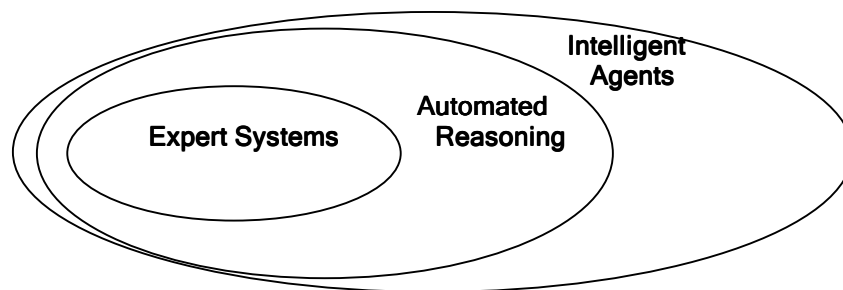 Intelligent
Agents
Automated
Reasoning
Expert Systems